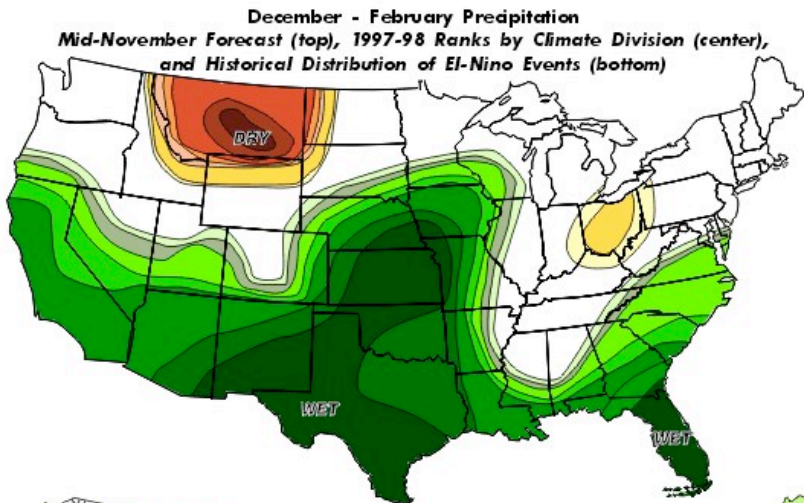 December - February Precipitation
Mid-November Forecast (top), 1997-98 Ranks by Climate Division (center),
and Historical Distribution of El-Nino Events (bottom)
DRY
WET
WET